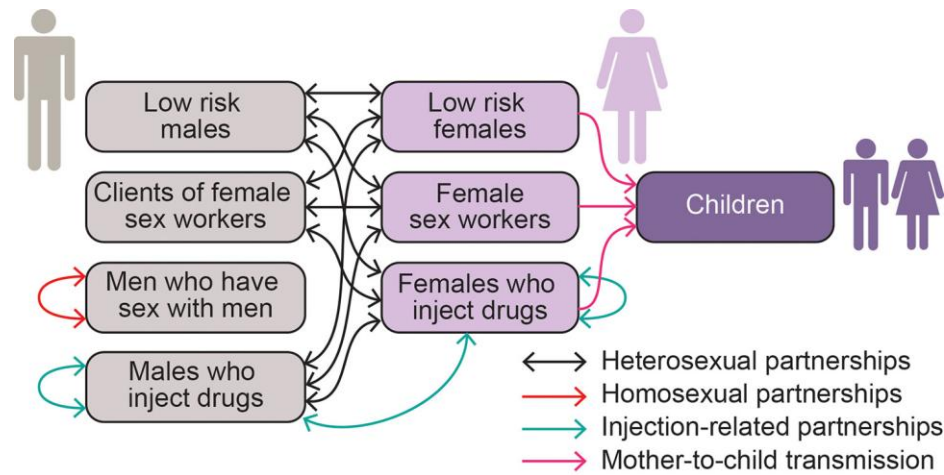 Low risk
males
Low risk
females
Clients of female
sex workers
Female
sex workers
Children
Men who have
sex with men
Females who
inject drugs
Males who
inject drugs
Heterosexual partnerships
Homosexual partnerships
Injection-related partnerships
Mother-to-child transmission